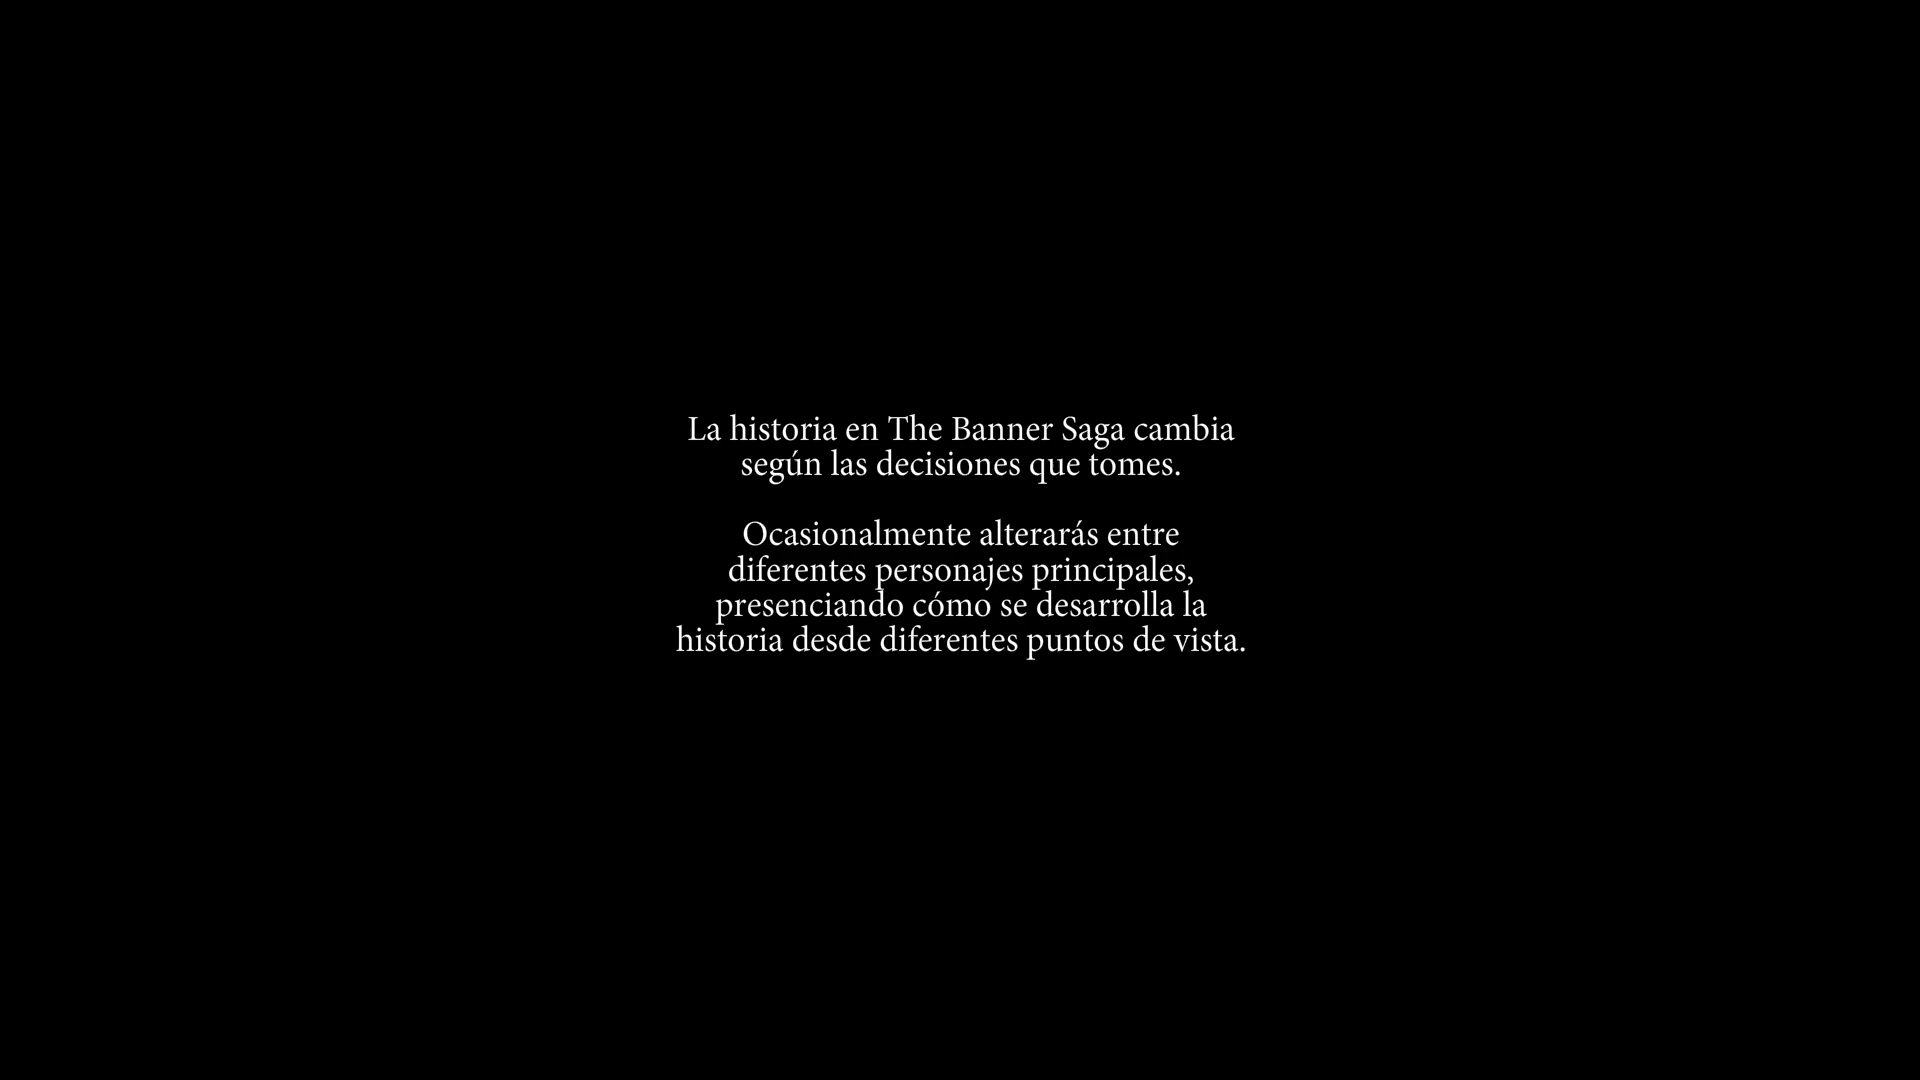 La historia en The Banner Saga cambia
según las decisiones que tomes.
Ocasionalmente alterarás entre
diferentes personajes principales,
presenciando cómo se desarrolla la
historia desde diferentes puntos de vista.